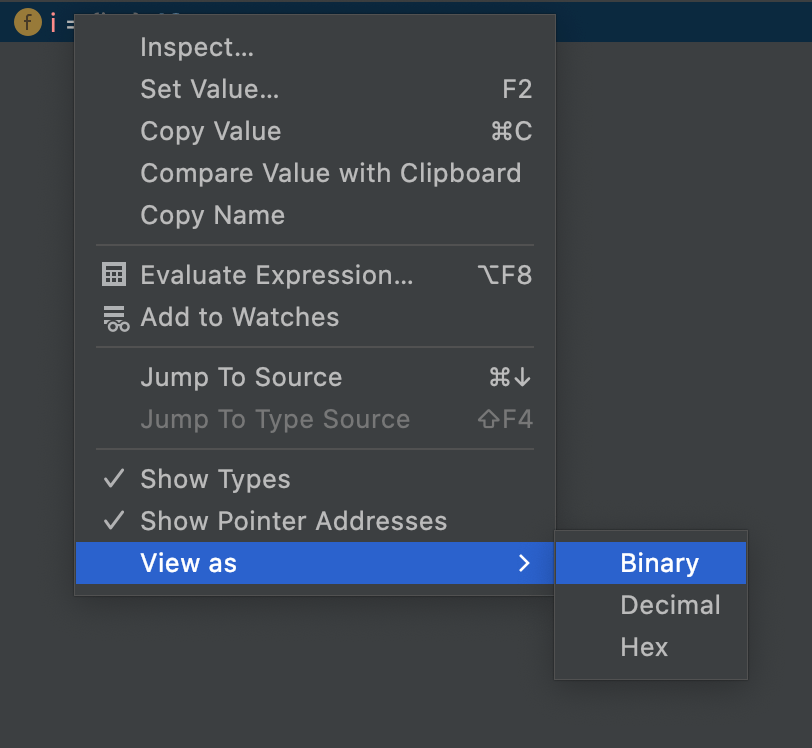 f i =
Inspect...
Set Value... F2
Copy Value ⌘C
Compare Value with Clipboard
Copy Name
Evaluate Expression... ⌥F8
Add to Watches
Jump To Source ⌘↓
Jump To Type Source ⇧F4
✓ Show Types
✓ Show Pointer Addresses
View as >
Binary
Decimal
Hex